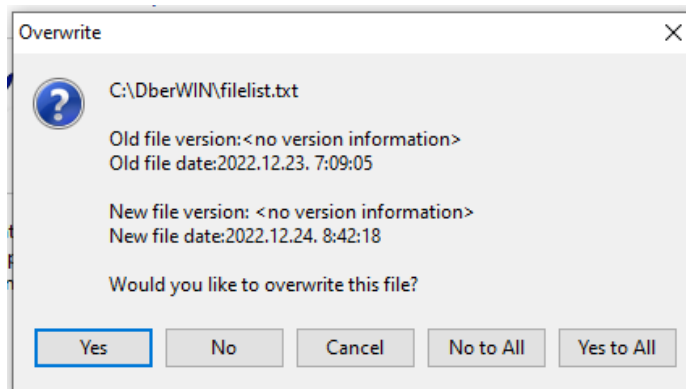 Overwrite
C:\DberWIN\filelist.txt
Old file version:<no version information>
Old file date:2022.12.23. 7:09:05
New file version: <no version information>
New file date:2022.12.24. 8:42:18
Would you like to overwrite this file?
Yes
No
Cancel
No to All
Yes to All